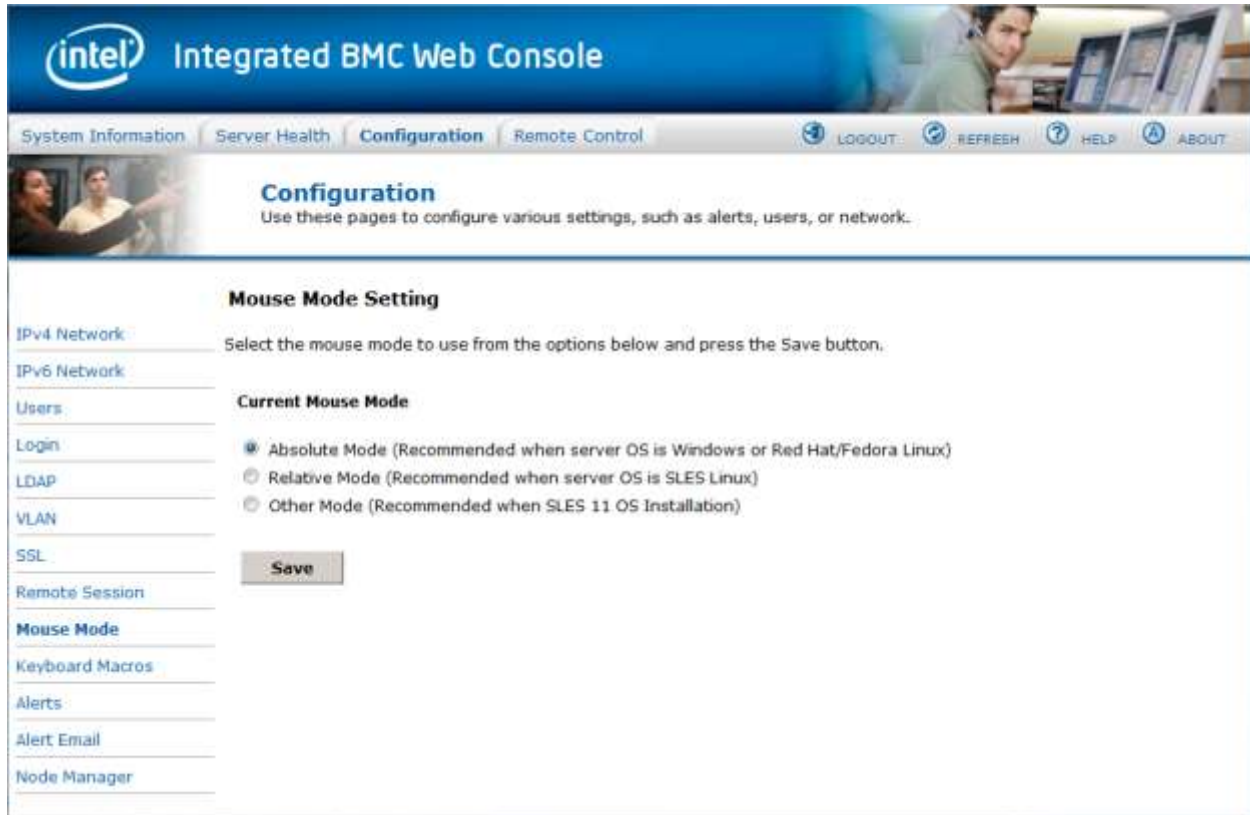 intel Integrated BMC Web Console
System Information Server Health Configuration Remote Control LOGOUT REFRESH HELP ABOUT
Configuration
Use these pages to configure various settings, such as alerts, users, or network.
IPv4 Network
IPv6 Network
Users
Login
LDAP
VLAN
SSL
Remote Session
Mouse Mode
Keyboard Macros
Alerts
Alert Email
Node Manager
Mouse Mode Setting
Select the mouse mode to use from the options below and press the Save button.
Current Mouse Mode
Absolute Mode (Recommended when server OS is Windows or Red Hat/Fedora Linux)
Relative Mode (Recommended when server OS is SLES Linux)
Other Mode (Recommended when SLES 11 OS Installation)
Save